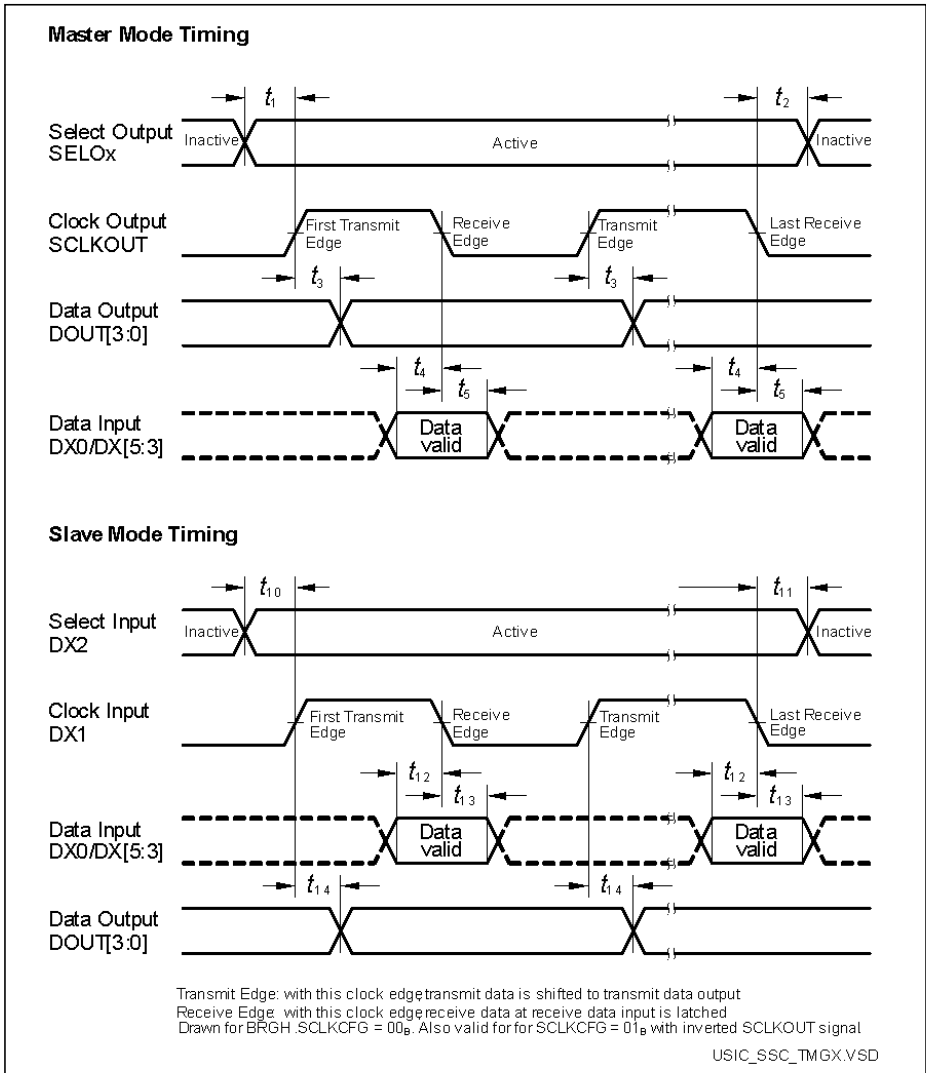 Master Mode Timing
t1
t2
Select Output
SELOx
Inactive
Active
Inactive
Clock Output
SCLKOUT
First Transmit
Edge
Receive
Edge
Transmit
Edge
Last Receive
Edge
t3
t3
Data Output
DOUT[3:0]
t4
t5
t4
t5
Data Input
DX0/DX[5:3]
Data
valid
Data
valid
Slave Mode Timing
t10
t11
Select Input
DX2
Inactive
Active
Inactive
Clock Input
DX1
First Transmit
Edge
Receive
Edge
Transmit
Edge
Last Receive
Edge
t12
t13
t12
t13
Data Input
DX0/DX[5:3]
Data
valid
Data
valid
t14
t14
Data Output
DOUT[3:0]
Transmit Edge: with this clock edge, transmit data is shifted to transmit data output
Receive Edge: with this clock edge, receive data at receive data input is latched
Drawn for BRGH .SCLKCFG = 00B. Also valid for for SCLKCFG = 01B with inverted SCLKOUT signal
USIC_SSC_TMGX.VSD